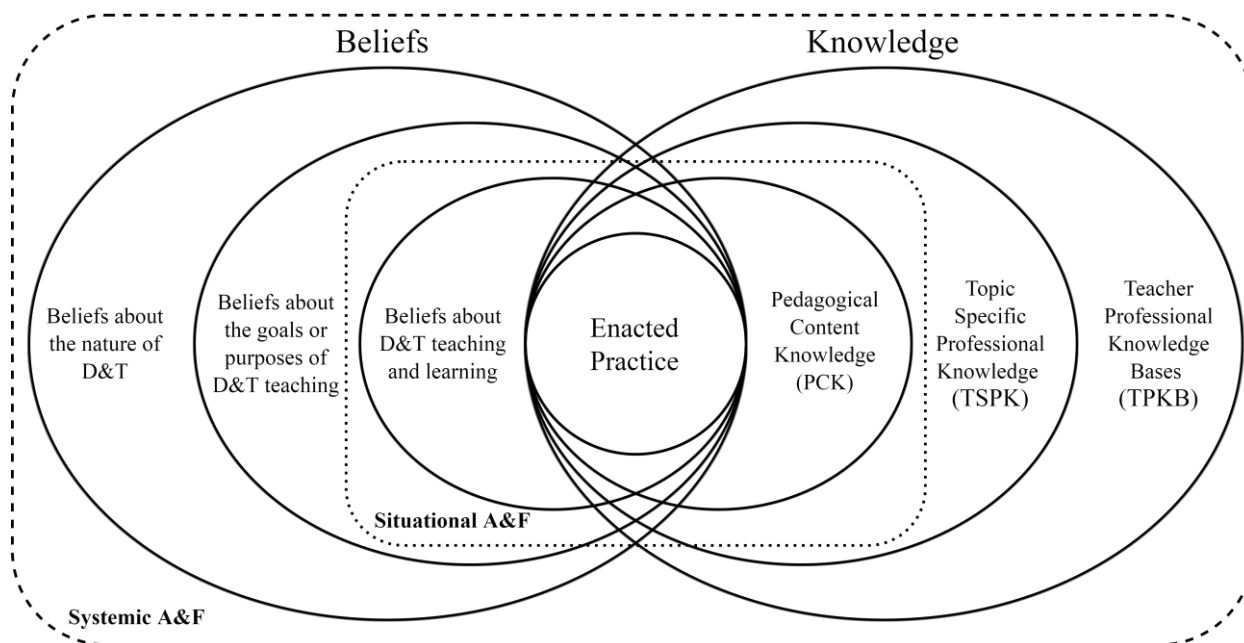 Beliefs
Knowledge
Beliefs about
the nature of
D&T
Beliefs about
the goals or
purposes of
D&T teaching
Beliefs about
D&T teaching
and learning
Enacted
Practice
Pedagogical
Content
Knowledge
(PCK)
Topic
Specific
Professional
Knowledge
(TSPK)
Teacher
Professional
Knowledge
Bases
(TPKB)
Situational A&F
Systemic A&F